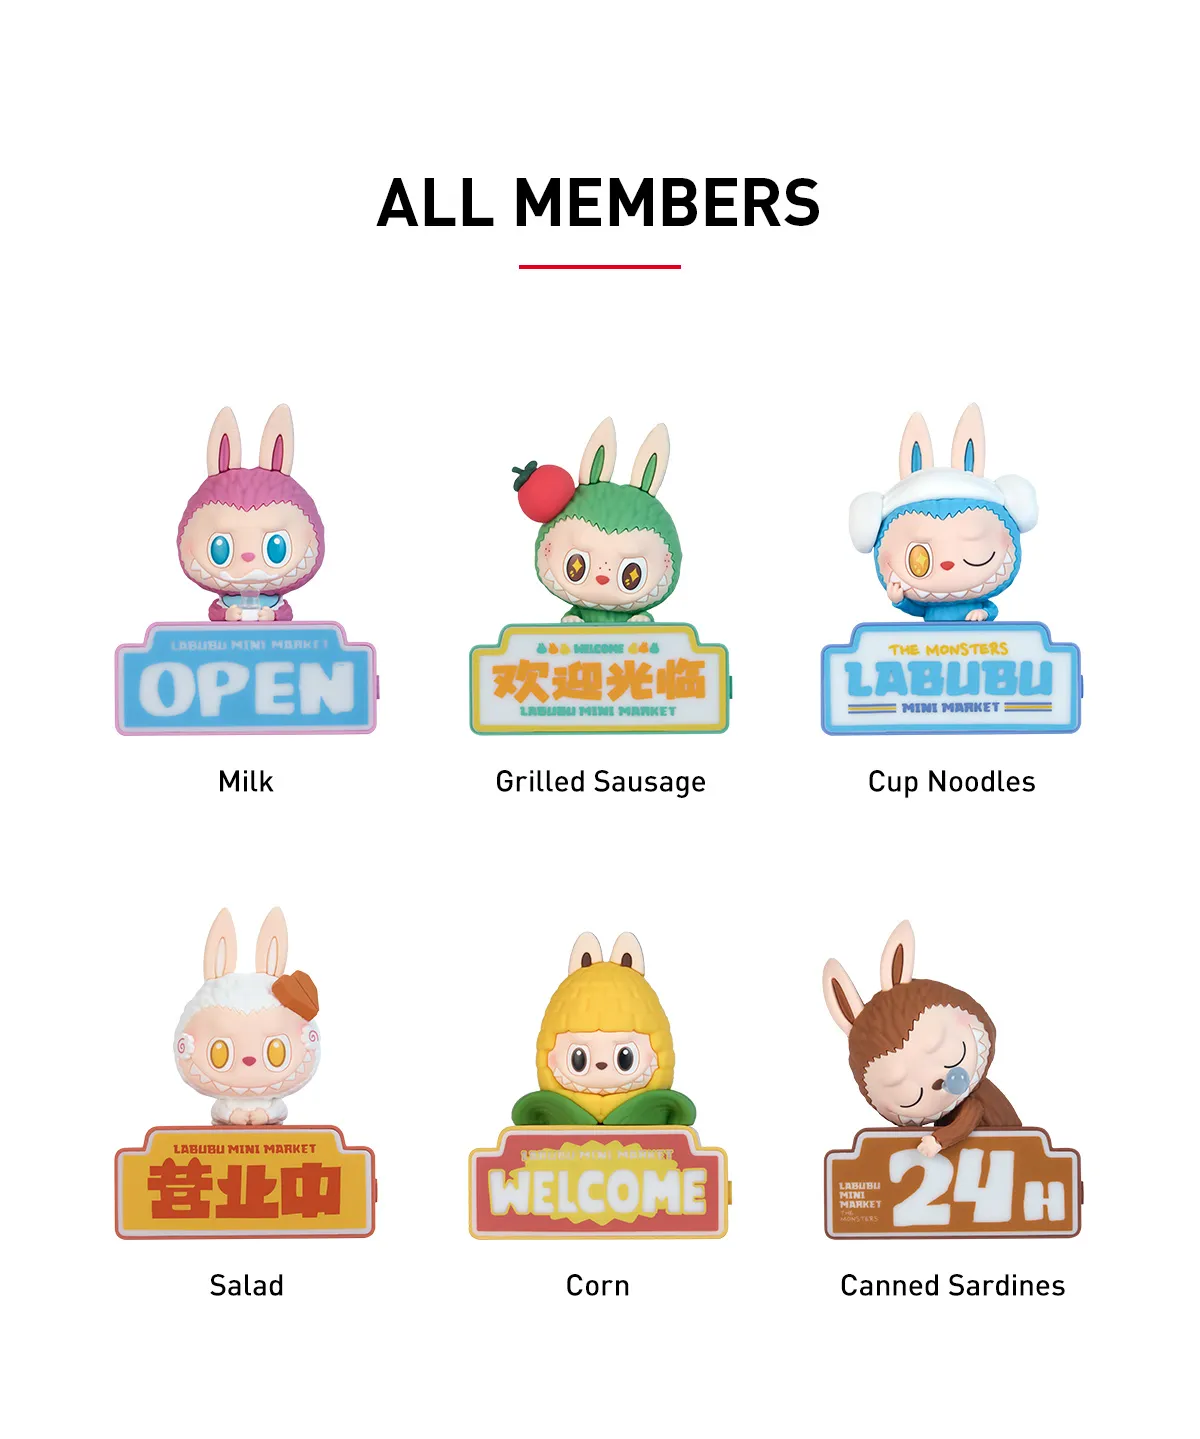 ALL MEMBERS
LABUBU MINI MARKET
OPEN
Milk
WELCOME
欢迎光临
LABUBU MINI MARKET
Grilled Sausage
THE MONSTERS
LABUBU
MINI MARKET
Cup Noodles
LABUBU MINI MARKET
营业中
Salad
LABUBU MINI MARKET
WELCOME
Corn
LABUBU
MINI
MARKET
THE
MONSTERS
24H
Canned Sardines